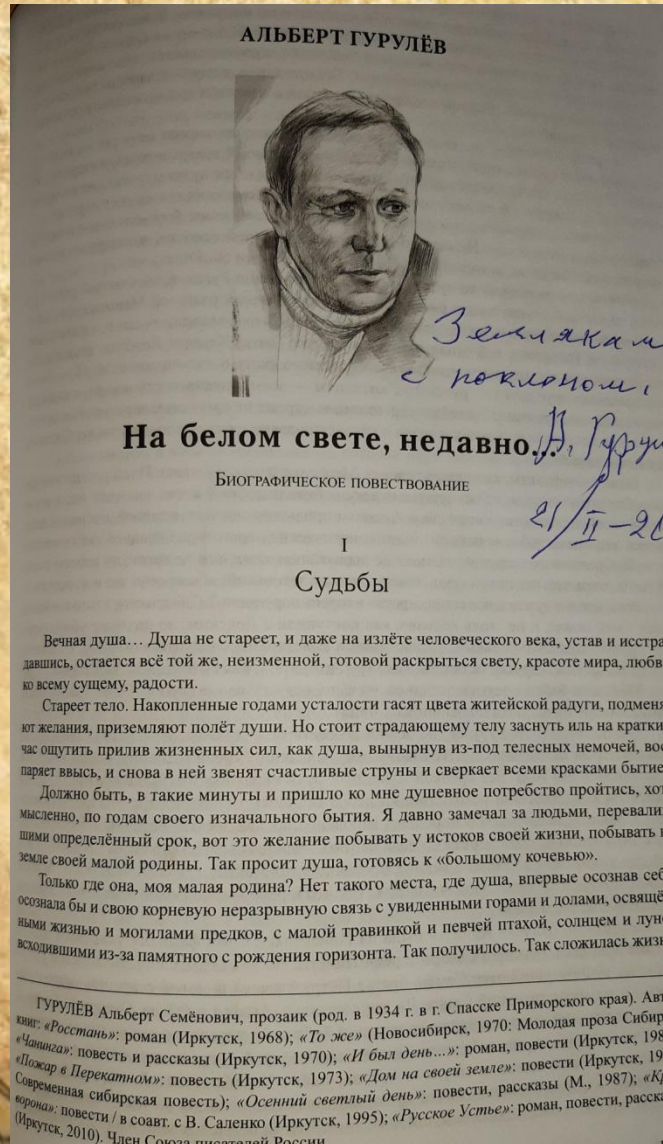 АЛЬБЕРТ ГУРУЛЁВ
Землякам
с поклоном,
На белом свете, недавно...
БИОГРАФИЧЕСКОЕ ПОВЕСТВОВАНИЕ
21/II-2
I
Судьбы
Вечная душа... Душа не стареет, и даже на излёте человеческого века, устав и исстра
давшись, остается всё той же, неизменной, готовой раскрыться свету, красоте мира, любв
ко всему сущему, радости.
Стареет тело. Накопленные годами усталости гасят цвета житейской радуги, подменя
ют желания, приземляют полёт души. Но стоит страдающему телу заснуть иль на кратки
час ощутить прилив жизненных сил, как душа, вынырнув из-под телесных немочей, вос
паряет ввысь, и снова в ней звенят счастливые струны и сверкает всеми красками бытие
Должно быть, в такие минуты и пришло ко мне душевное потребство пройтись, хот
мысленно, по годам своего изначального бытия. Я давно замечал за людьми, перевали
шими определённый срок, вот это желание побывать у истоков своей жизни, побывать
земле своей малой родины. Так просит душа, готовясь к «большому кочевью».
Только где она, моя малая родина? Нет такого места, где душа, впервые осознав себ
осознала бы и свою корневую неразрывную связь с увиденными горами и долами, освящё
ными жизнью и могилами предков, с малой травинкой и певчей птахой, солнцем и лун
всходившими из-за памятного с рождения горизонта. Так получилось. Так сложилась жиз
ГУРУЛЁВ Альберт Семёнович, прозаик (род. в 1934 г. в г. Спасске Приморского края). Авт
книг: «Росстань»: роман (Иркутск, 1968); «То же» (Новосибирск, 1970: Молодая проза Сибир
«Чанинга»: повесть и рассказы (Иркутск, 1970); «И был день...»: роман, повести (Иркутск, 198
«Пожар в Перекатном»: повесть (Иркутск, 1973); «Дом на своей земле»: повести (Иркутск, 19
Современная сибирская повесть); «Осенний светлый день»: повести, рассказы (М., 1987); «К
ворона»: повести / в соавт. с В. Саленко (Иркутск, 1995); «Русское Устье»: роман, повести, расск
(Иркутск, 2010). Член Союза писателей России